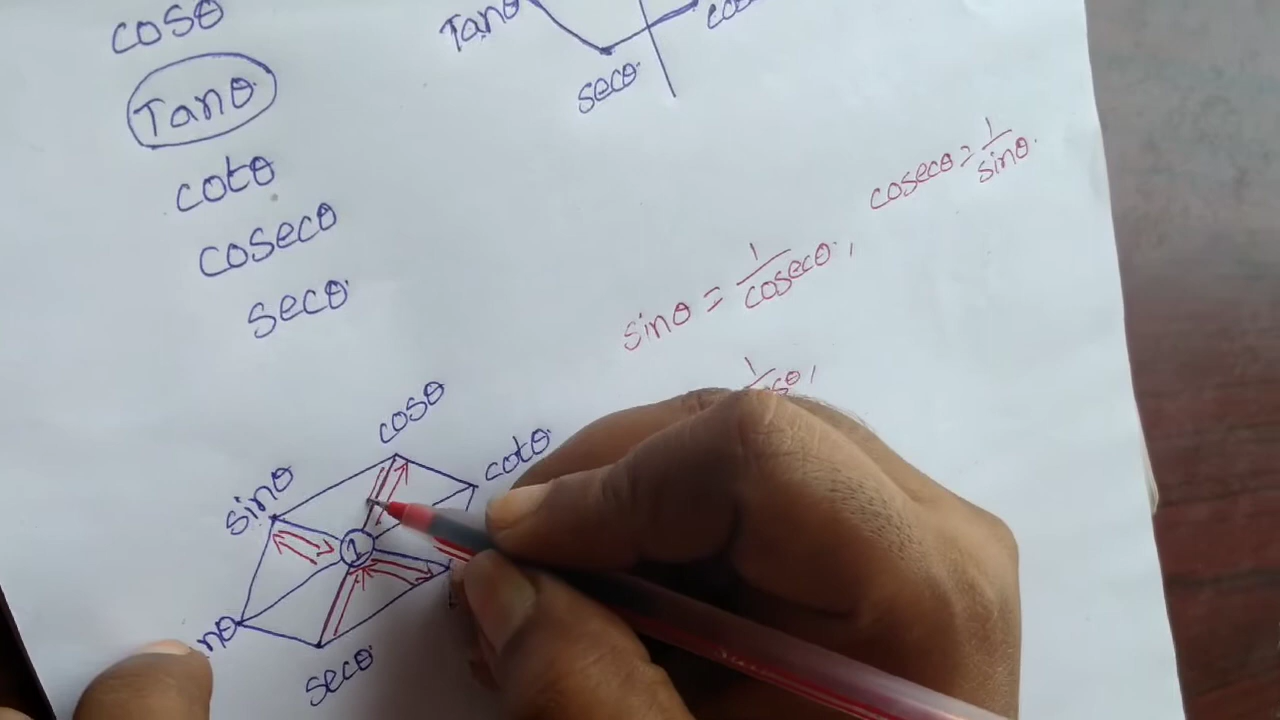 cosθ
Tanθ
cotθ
cosecθ
secθ
Tanθ
secθ
cosecθ = 1/sinθ.
sinθ = 1/cosecθ,
cosθ
cotθ
sinθ
1
secθ